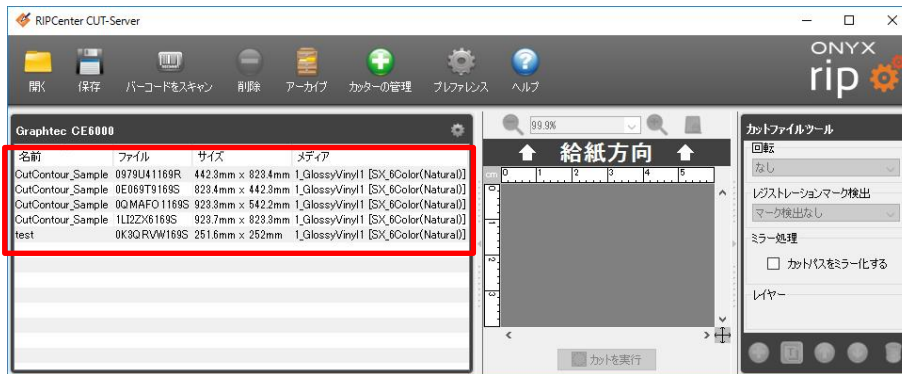 RIPCenter CUT-Server
開く 保存 バーコードをスキャン 削除 アーカイブ カッターの管理 プレファレンス ヘルプ
ONYX
rip
Graphtec CE6000
名前 ファイル サイズ メディア
CutContour_Sample 0979U41169R 442.3mm x 823.4mm 1_GlossyVinyl1 [SX_6Color(Natural)]
CutContour_Sample 0E069T9169S 823.4mm x 442.3mm 1_GlossyVinyl1 [SX_6Color(Natural)]
CutContour_Sample 0QMAFO1169S 923.3mm x 542.2mm 1_GlossyVinyl1 [SX_6Color(Natural)]
CutContour_Sample 1LI2ZX6169S 923.7mm x 823.3mm 1_GlossyVinyl1 [SX_6Color(Natural)]
test 0K3QRVW169S 251.6mm x 252mm 1_GlossyVinyl1 [SX_6Color(Natural)]
99.9%
給紙方向
cm 0 1 2 3 4 5
0
1
2
3
カットを実行
カットファイルツール
回転
なし
レジストレーションマーク検出
マーク検出なし
ミラー処理
カットパスをミラー化する
レイヤー